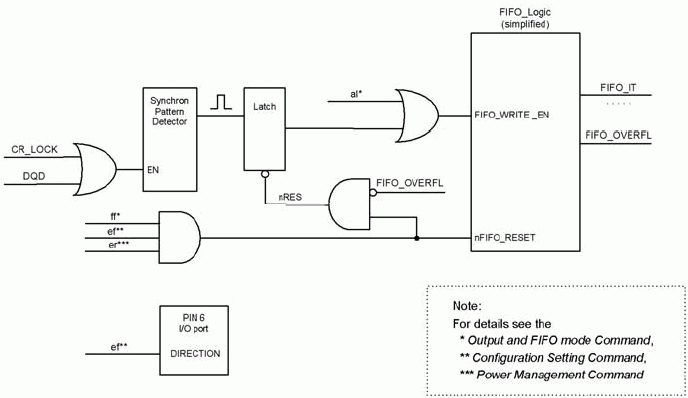 FIFO_Logic
(simplified)
al*
Synchron
Pattern
Detector
Latch
FIFO_IT
.....
FIFO_WRITE_EN
FIFO_OVERFL
CR_LOCK
DQD
EN
nRES
FIFO_OVERFL
ff*
ef**
er***
nFIFO_RESET
PIN 6
I/O port
DIRECTION
ef**
Note:
For details see the
* Output and FIFO mode Command,
** Configuration Setting Command,
*** Power Management Command